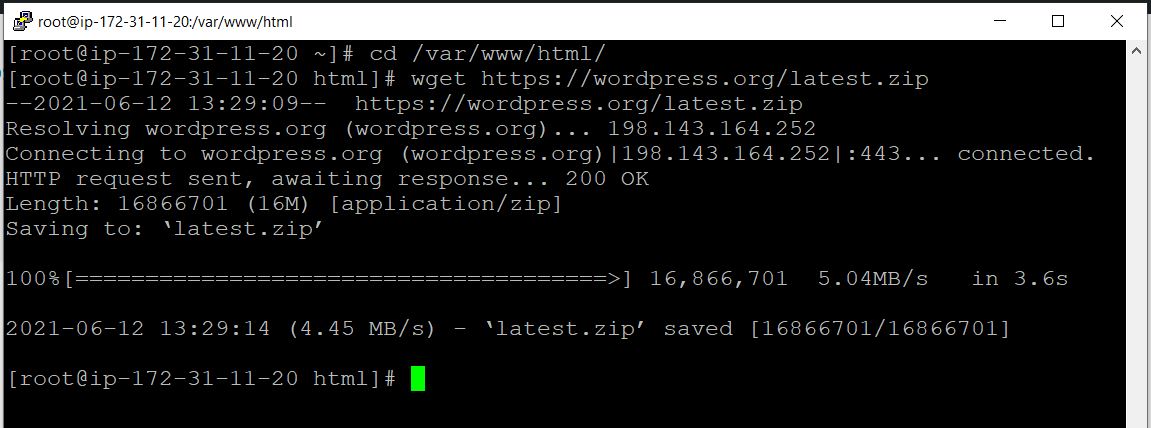 root@ip-172-31-11-20:/var/www/html
[root@ip-172-31-11-20 ~]# cd /var/www/html/
[root@ip-172-31-11-20 html]# wget https://wordpress.org/latest.zip
--2021-06-12 13:29:09--  https://wordpress.org/latest.zip
Resolving wordpress.org (wordpress.org)... 198.143.164.252
Connecting to wordpress.org (wordpress.org)|198.143.164.252|:443... connected.
HTTP request sent, awaiting response... 200 OK
Length: 16866701 (16M) [application/zip]
Saving to: ‘latest.zip’
100%[======================================>] 16,866,701  5.04MB/s   in 3.6s
2021-06-12 13:29:14 (4.45 MB/s) - ‘latest.zip’ saved [16866701/16866701]
[root@ip-172-31-11-20 html]#